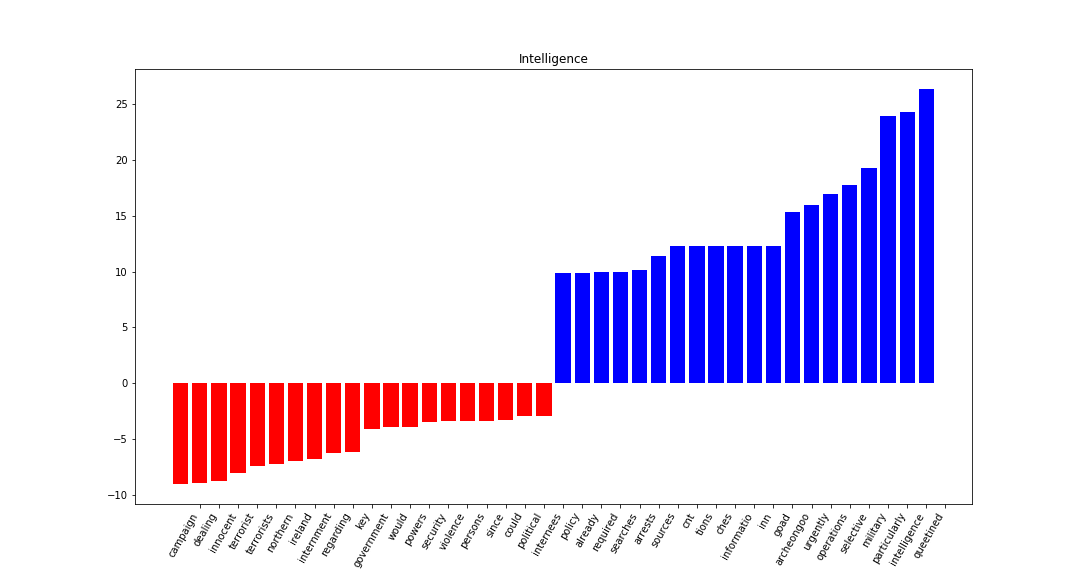 Intelligence
25
20
15
10
5
0
−5
−10
campaign
dealing
innocent
terrorist
terrorists
northern
ireland
internment
regarding
key
government
would
powers
security
violence
persons
since
could
political
internees
policy
already
required
searches
arrests
sources
cnt
tions
ches
informatio
inn
goad
archeongoo
urgently
operations
selective
military
particularly
intelligence
queetined